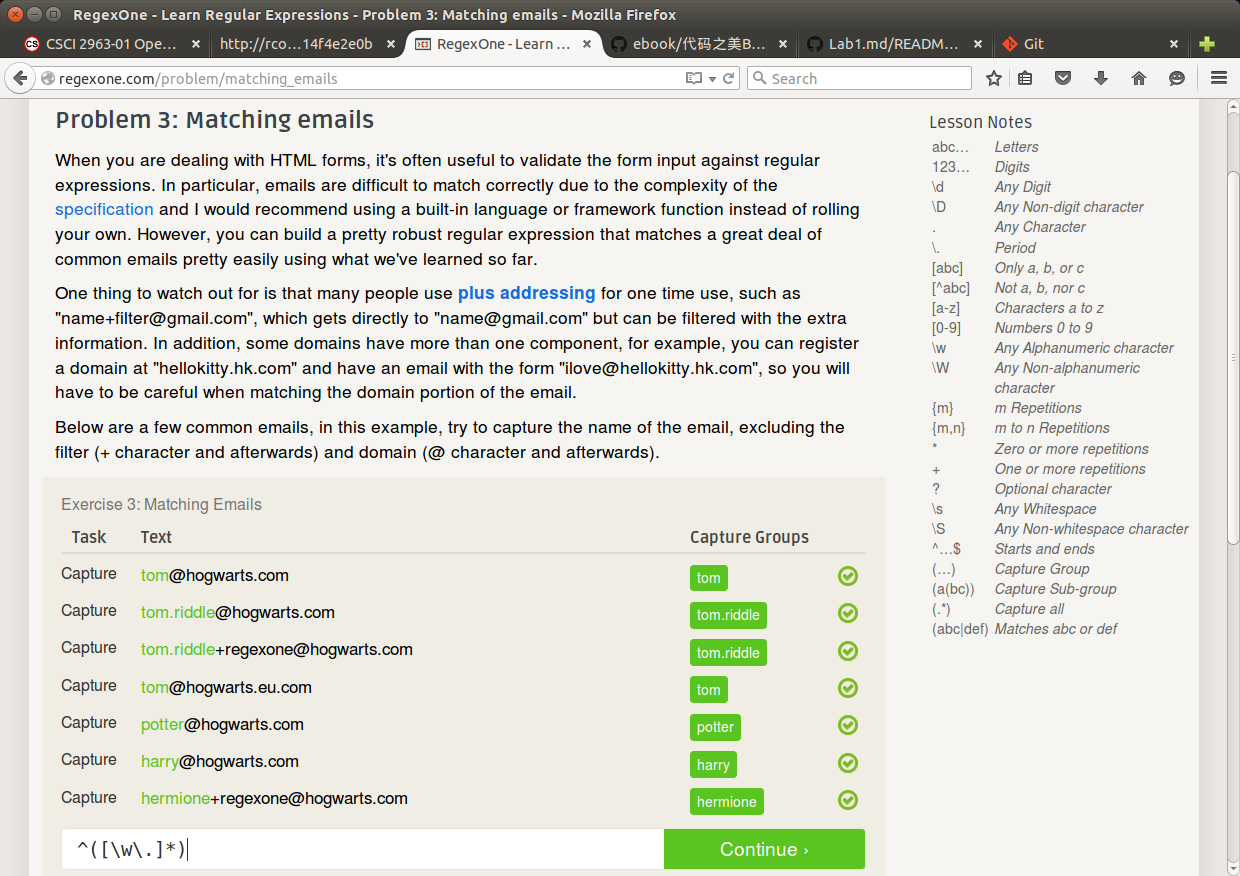 RegexOne - Learn Regular Expressions - Problem 3: Matching emails - Mozilla Firefox
CSCI 2963-01 Ope... × http://rco...14f4e2e0b × RegexOne - Learn ... × ebook/代码之美B... × Lab1.md/READM... × Git ×
regexone.com/problem/matching_emails Search
Problem 3: Matching emails
When you are dealing with HTML forms, it's often useful to validate the form input against regular
expressions. In particular, emails are difficult to match correctly due to the complexity of the
specification and I would recommend using a built-in language or framework function instead of rolling
your own. However, you can build a pretty robust regular expression that matches a great deal of
common emails pretty easily using what we've learned so far.
One thing to watch out for is that many people use plus addressing for one time use, such as
"name+filter@gmail.com", which gets directly to "name@gmail.com" but can be filtered with the extra
information. In addition, some domains have more than one component, for example, you can register
a domain at "hellokitty.hk.com" and have an email with the form "ilove@hellokitty.hk.com", so you will
have to be careful when matching the domain portion of the email.
Below are a few common emails, in this example, try to capture the name of the email, excluding the
filter (+ character and afterwards) and domain (@ character and afterwards).
Exercise 3: Matching Emails
Task Text Capture Groups
Capture tom@hogwarts.com tom
Capture tom.riddle@hogwarts.com tom.riddle
Capture tom.riddle+regexone@hogwarts.com tom.riddle
Capture tom@hogwarts.eu.com tom
Capture potter@hogwarts.com potter
Capture harry@hogwarts.com harry
Capture hermione+regexone@hogwarts.com hermione
^([\w\.]*) Continue ›
Lesson Notes
abc… Letters
123… Digits
\d Any Digit
\D Any Non-digit character
. Any Character
\. Period
[abc] Only a, b, or c
[^abc] Not a, b, nor c
[a-z] Characters a to z
[0-9] Numbers 0 to 9
\w Any Alphanumeric character
\W Any Non-alphanumeric
character
{m} m Repetitions
{m,n} m to n Repetitions
* Zero or more repetitions
+ One or more repetitions
? Optional character
\s Any Whitespace
\S Any Non-whitespace character
^…$ Starts and ends
(…) Capture Group
(a(bc)) Capture Sub-group
(.*) Capture all
(abc|def) Matches abc or def